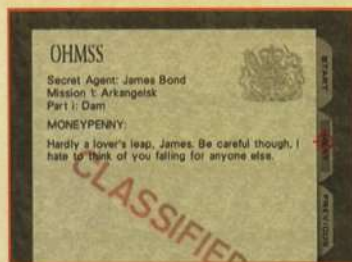 OHMSS
Secret Agent: James Bond
Mission 1: Arkangelsk
Part i: Dam
MONEYPENNY:
Hardly a lover's leap, James. Be careful though, I
hate to think of you falling for anyone else.
CLASSIFIED
START
PREVIOUS